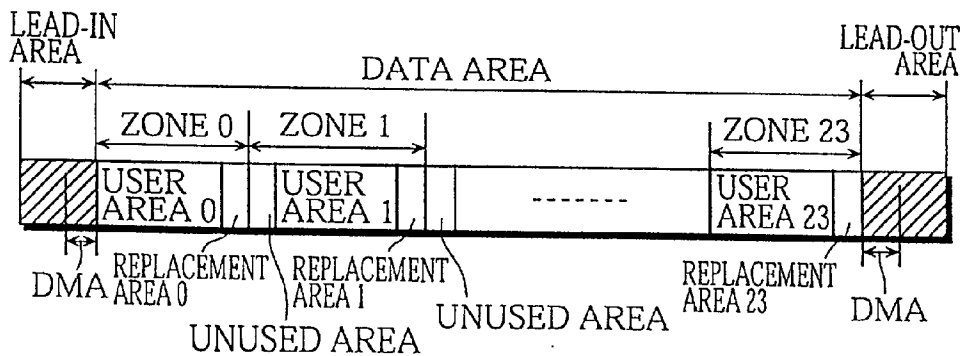 LEAD-IN
AREA
LEAD-OUT
AREA
DATA AREA
ZONE 0
ZONE 1
ZONE 23
USER
AREA 0
USER
AREA 1
USER
AREA 23
DMA
REPLACEMENT
AREA 0
UNUSED AREA
REPLACEMENT
AREA 1
UNUSED AREA
REPLACEMENT
AREA 23
DMA